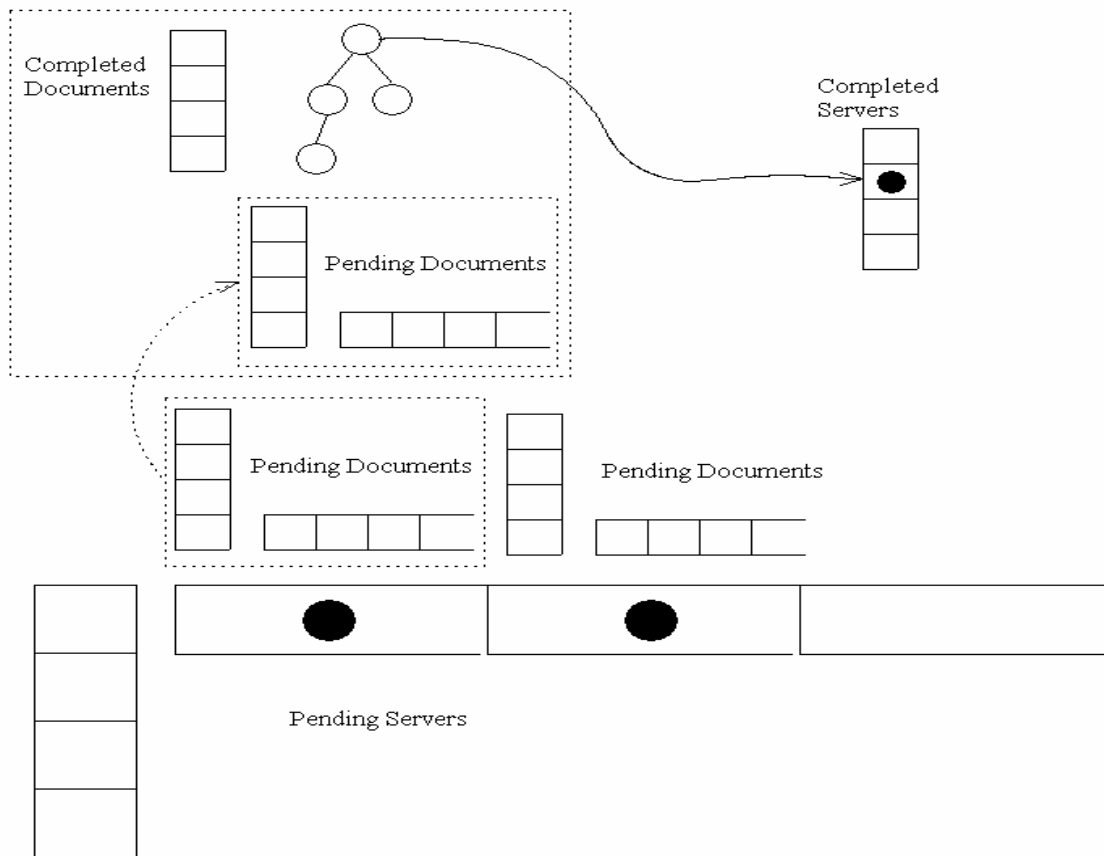 Completed
Documents
Completed
Servers
Pending Documents
Pending Documents
Pending Documents
Pending Servers